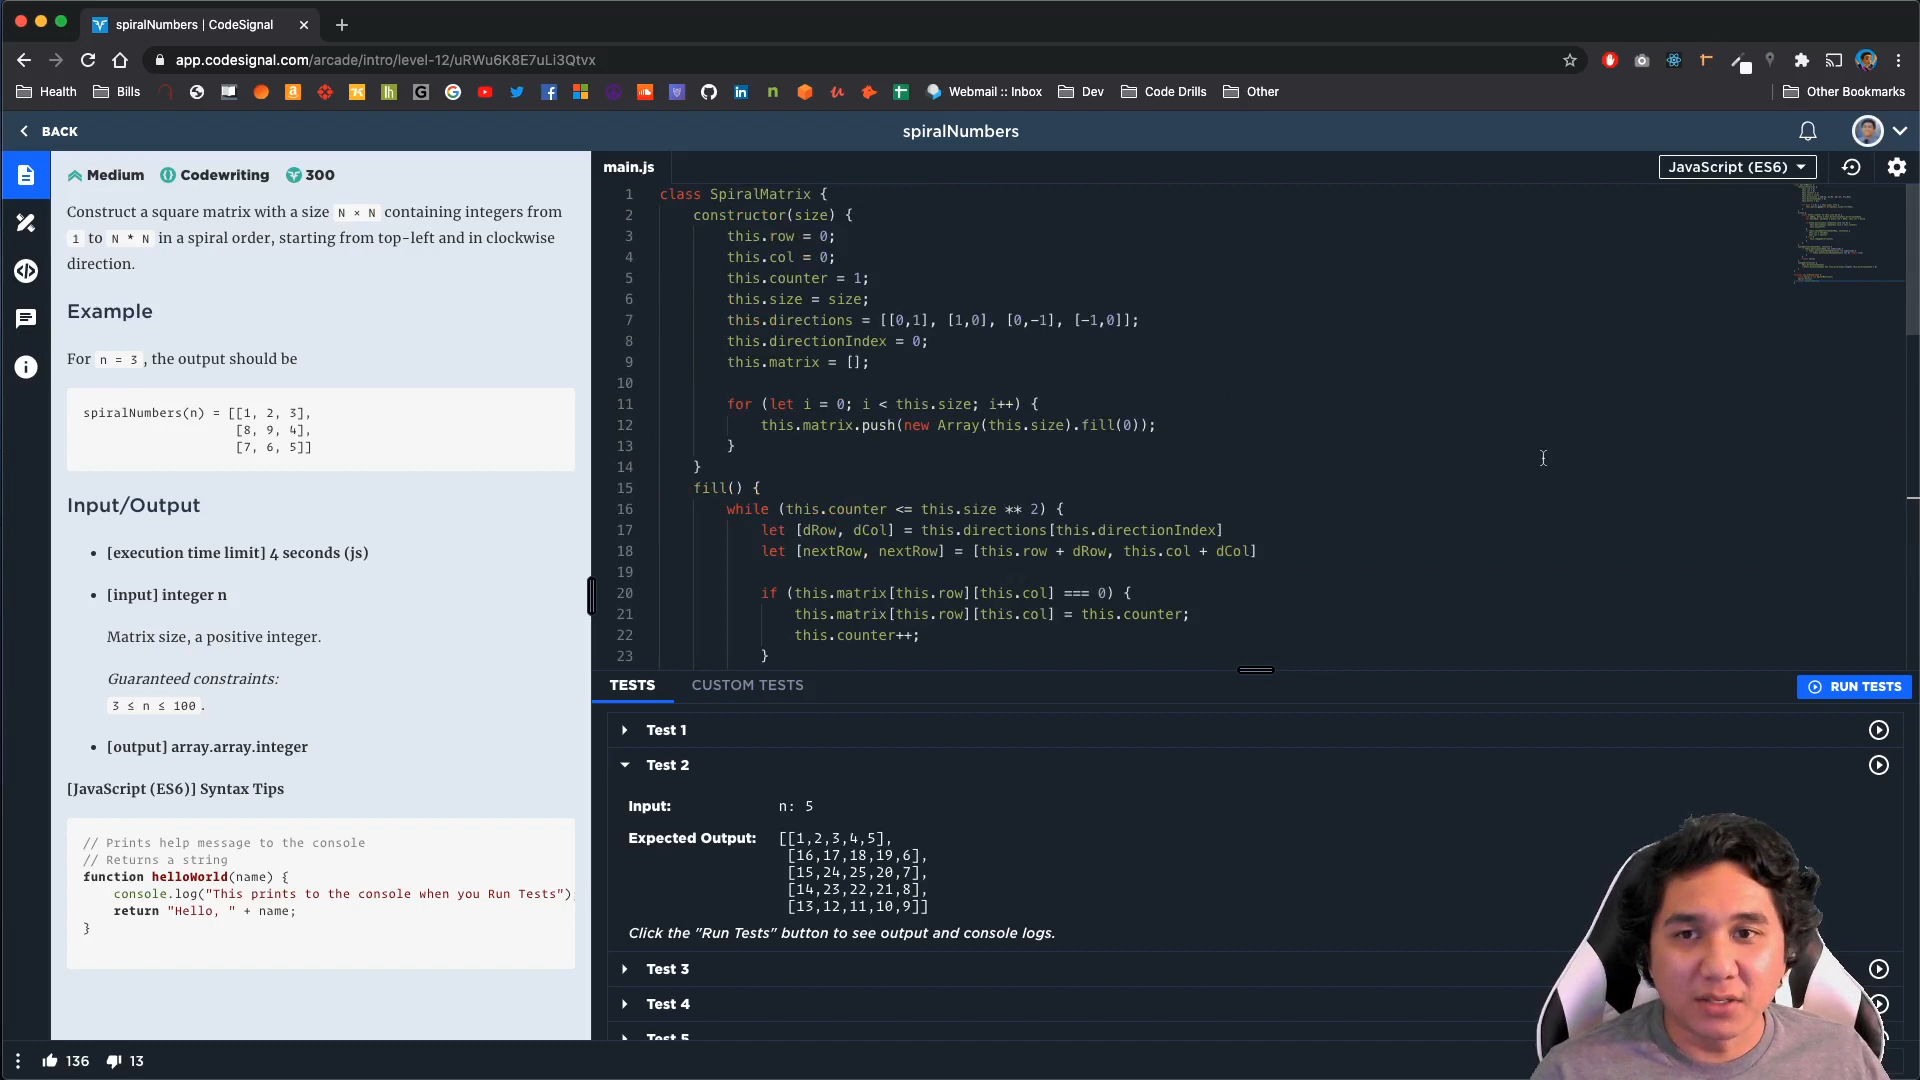 spiralNumbers | CodeSignal
app.codesignal.com/arcade/intro/level-12/uRWu6K8E7uLi3Qtvx
Health
Bills
Webmail :: Inbox
Dev
Code Drills
Other
Other Bookmarks
BACK
spiralNumbers
Medium
Codewriting
300
Construct a square matrix with a size N × N containing integers from
1 to N * N in a spiral order, starting from top-left and in clockwise
direction.
Example
For n = 3 , the output should be
spiralNumbers(n) = [[1, 2, 3],
[8, 9, 4],
[7, 6, 5]]
Input/Output
• [execution time limit] 4 seconds (js)
• [input] integer n
Matrix size, a positive integer.
Guaranteed constraints:
3 ≤ n ≤ 100 .
• [output] array.array.integer
[JavaScript (ES6)] Syntax Tips
// Prints help message to the console
// Returns a string
function helloWorld(name) {
console.log("This prints to the console when you Run Tests");
return "Hello, " + name;
}
136
13
main.js
JavaScript (ES6)
1 class SpiralMatrix {
2 constructor(size) {
3 this.row = 0;
4 this.col = 0;
5 this.counter = 1;
6 this.size = size;
7 this.directions = [[0,1], [1,0], [0,-1], [-1,0]];
8 this.directionIndex = 0;
9 this.matrix = [];
10
11 for (let i = 0; i < this.size; i++) {
12 this.matrix.push(new Array(this.size).fill(0));
13 }
14 }
15 fill() {
16 while (this.counter <= this.size ** 2) {
17 let [dRow, dCol] = this.directions[this.directionIndex]
18 let [nextRow, nextRow] = [this.row + dRow, this.col + dCol]
19
20 if (this.matrix[this.row][this.col] === 0) {
21 this.matrix[this.row][this.col] = this.counter;
22 this.counter++;
23 }
TESTS
CUSTOM TESTS
RUN TESTS
Test 1
Test 2
Input: n: 5
Expected Output: [[1,2,3,4,5],
[16,17,18,19,6],
[15,24,25,20,7],
[14,23,22,21,8],
[13,12,11,10,9]]
Click the "Run Tests" button to see output and console logs.
Test 3
Test 4
Test 5